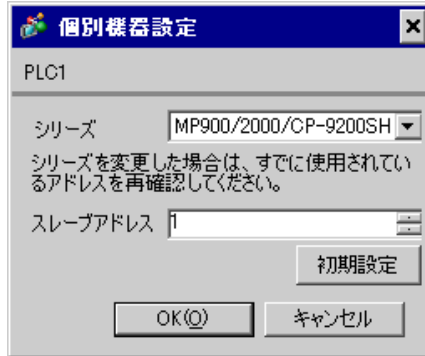 個別機器設定
PLC1
シリーズ MP900/2000/CP-9200SH
シリーズを変更した場合は、すでに使用されてい
るアドレスを再確認してください。
スレーブアドレス 1
初期設定
OK(O) キャンセル